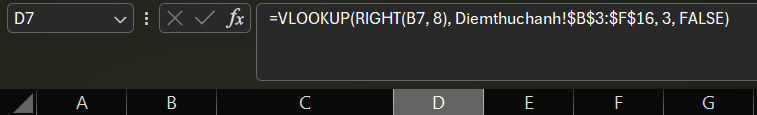 D7 fx =VLOOKUP(RIGHT(B7, 8), Diemthuchanh!$B$3:$F$16, 3, FALSE)
A B C D E F G